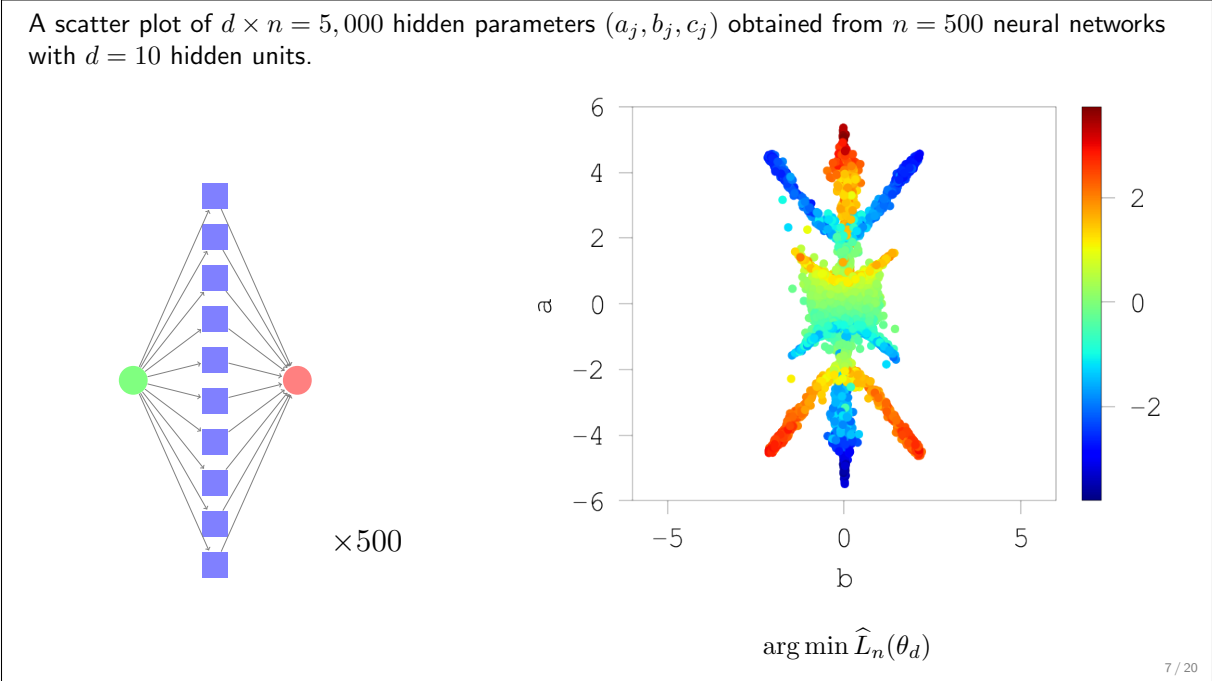 A scatter plot of d × n = 5,000 hidden parameters (a_j, b_j, c_j) obtained from n = 500 neural networks
with d = 10 hidden units.
6
4
2
0
−2
−4
−6
a
−5
0
5
b
2
0
−2
×500
arg min L̂_n(θ_d)
7 / 20